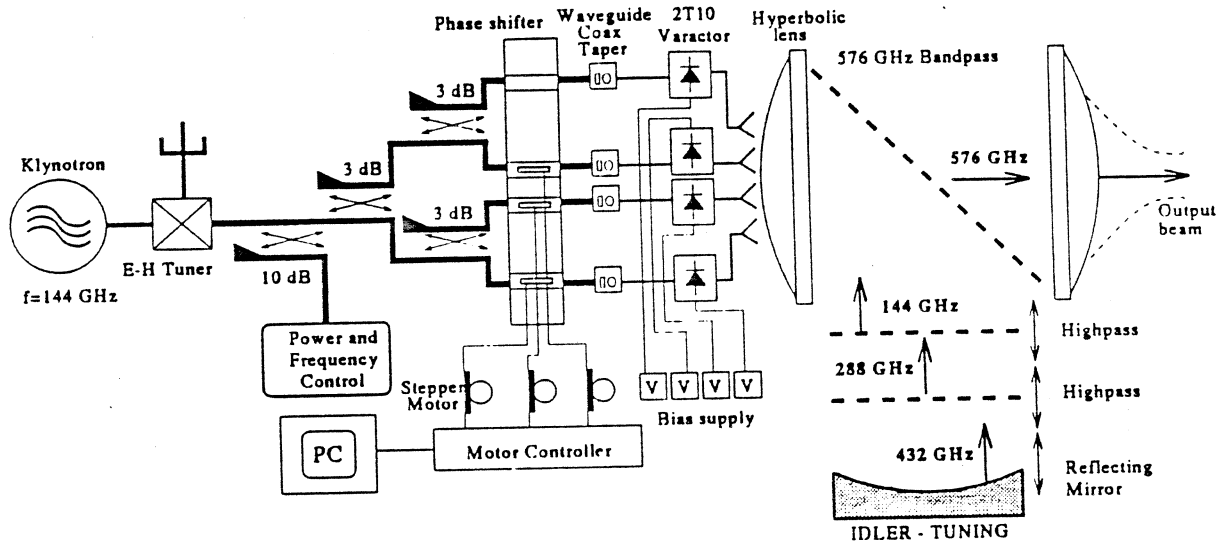 Phase shifter
Waveguide
Coax
Taper
2T10
Varactor
Hyperbolic
lens
576 GHz Bandpass
3 dB
3 dB
3 dB
Klynotron
E-H Tuner
f=144 GHz
10 dB
Power and
Frequency
Control
576 GHz
Output
beam
144 GHz
Highpass
288 GHz
Highpass
Stepper
Motor
V V V V
Bias supply
PC
Motor Controller
432 GHz
Reflecting
Mirror
IDLER - TUNING